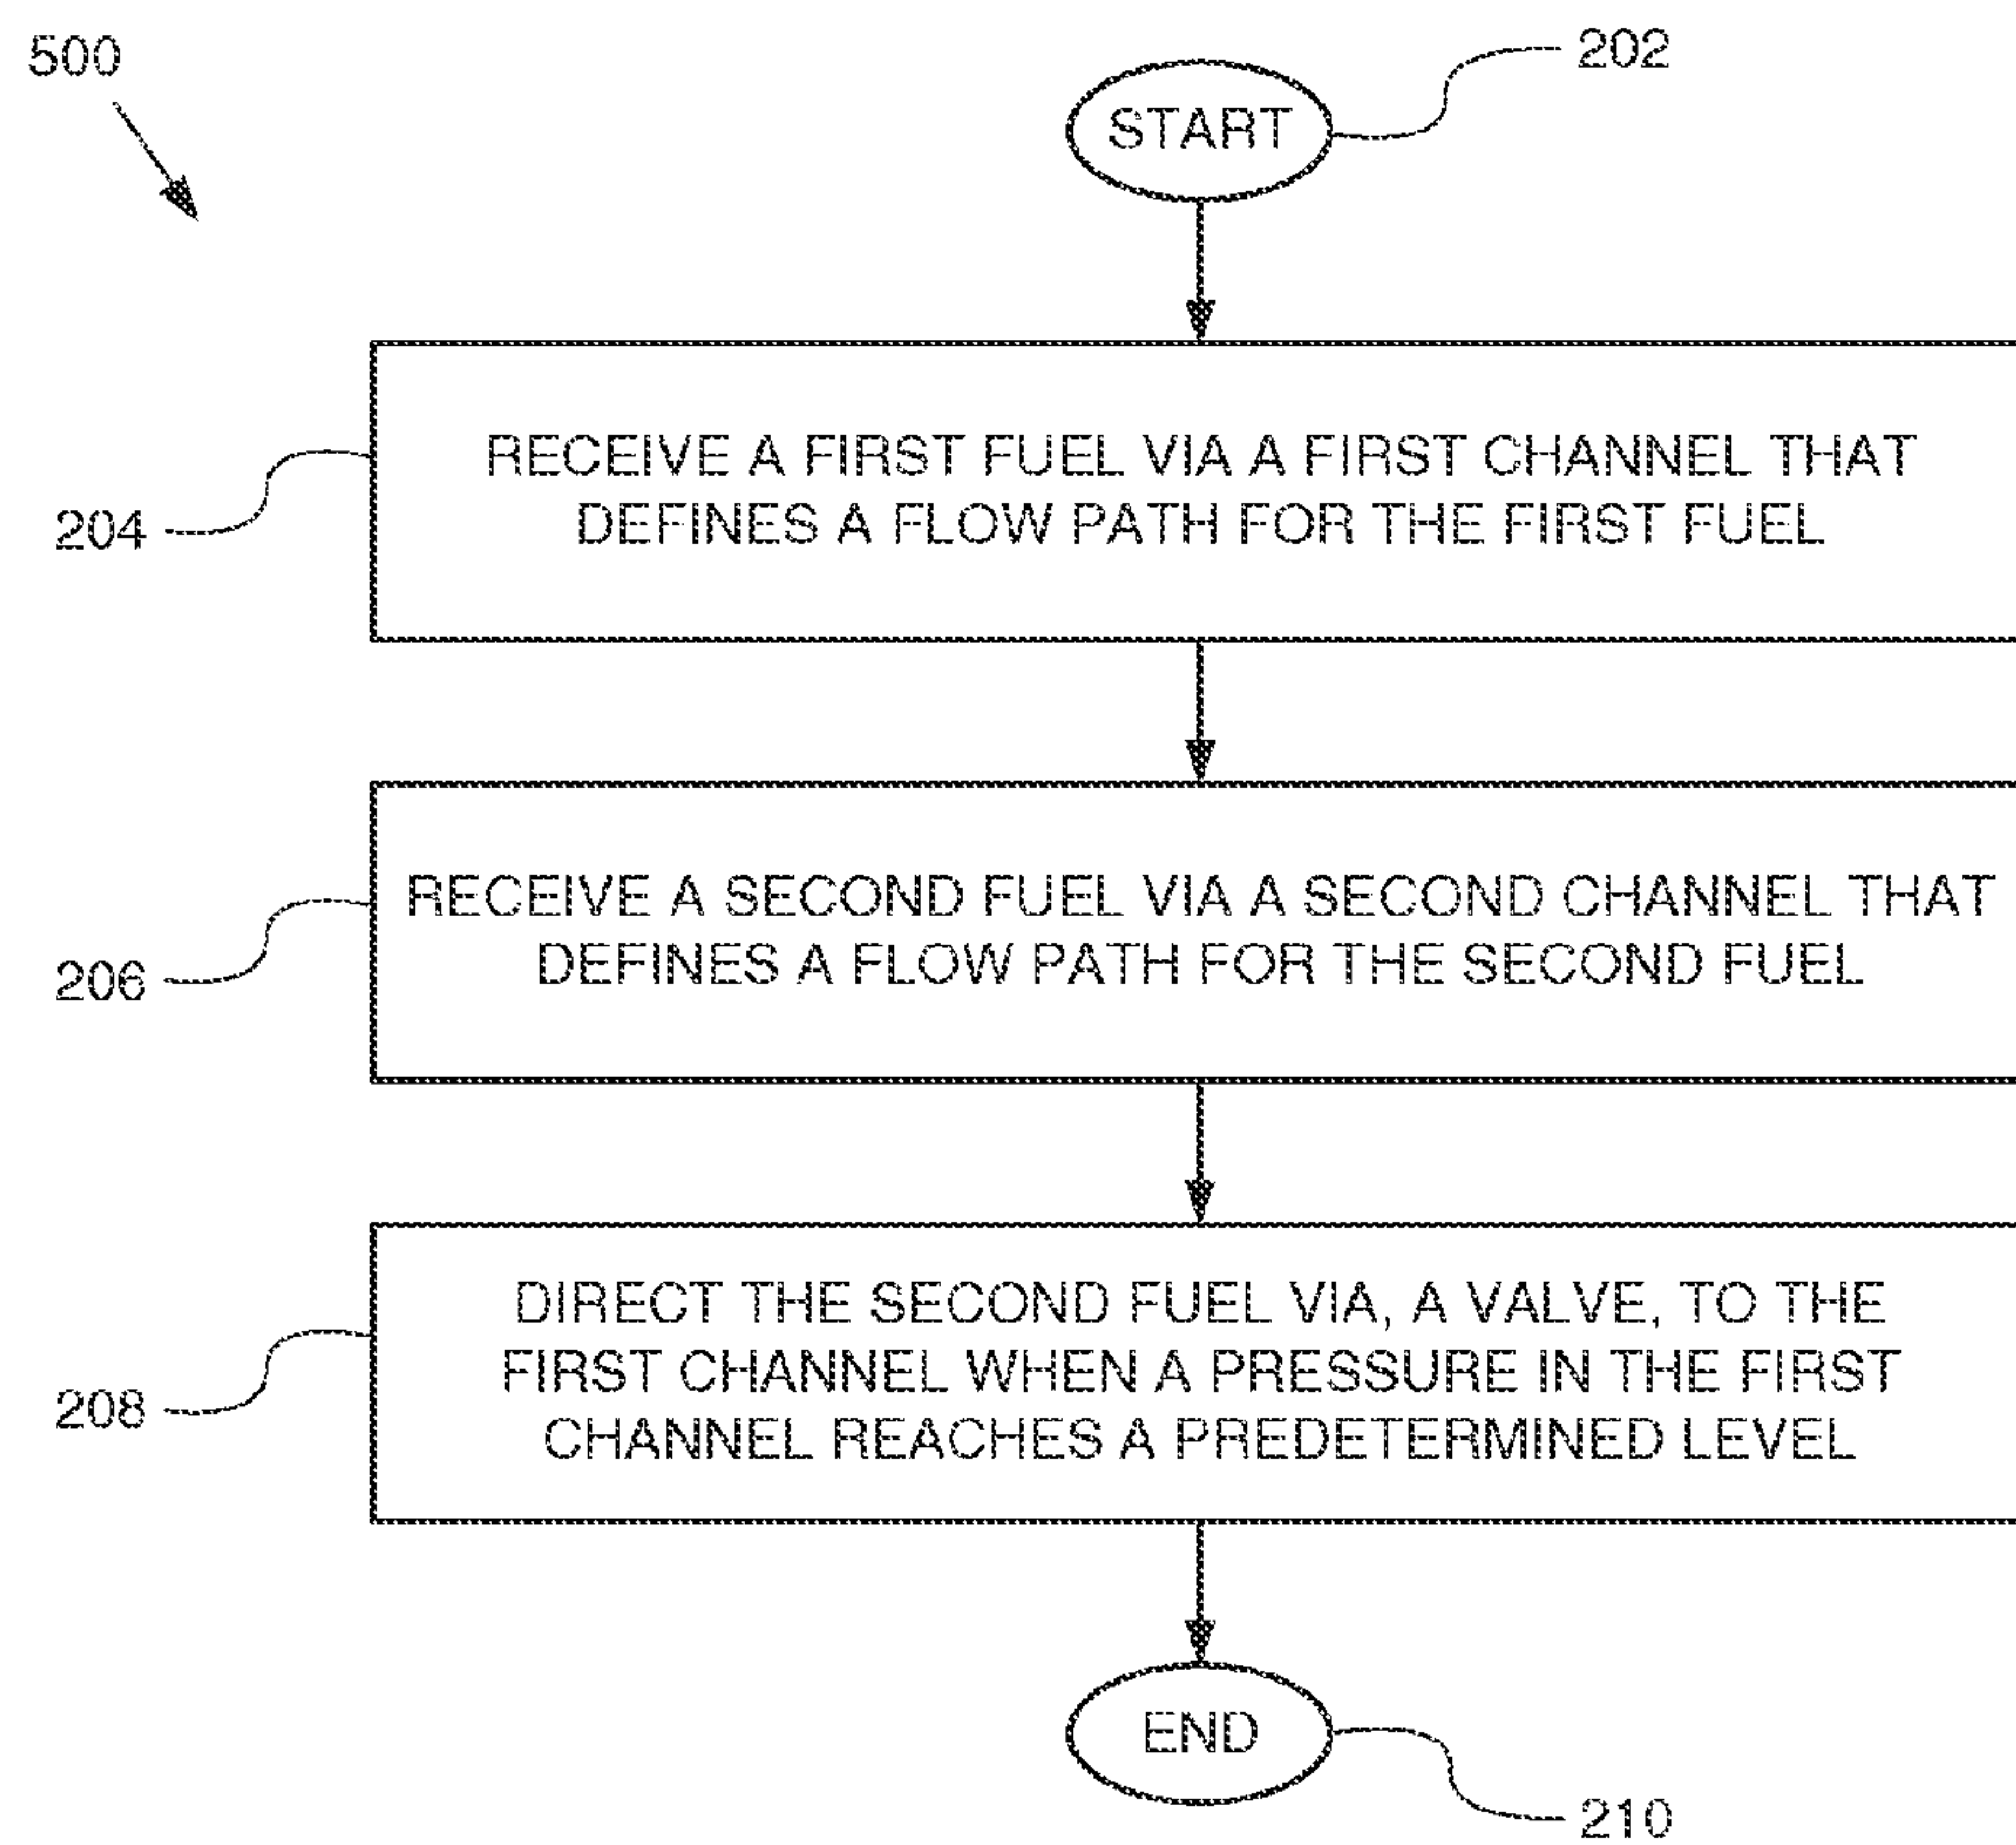 500
202
START
RECEIVE A FIRST FUEL VIA A FIRST CHANNEL THAT
DEFINES A FLOW PATH FOR THE FIRST FUEL
204
RECEIVE A SECOND FUEL VIA A SECOND CHANNEL THAT
DEFINES A FLOW PATH FOR THE SECOND FUEL
206
DIRECT THE SECOND FUEL VIA, A VALVE, TO THE
FIRST CHANNEL WHEN A PRESSURE IN THE FIRST
CHANNEL REACHES A PREDETERMINED LEVEL
208
END
210